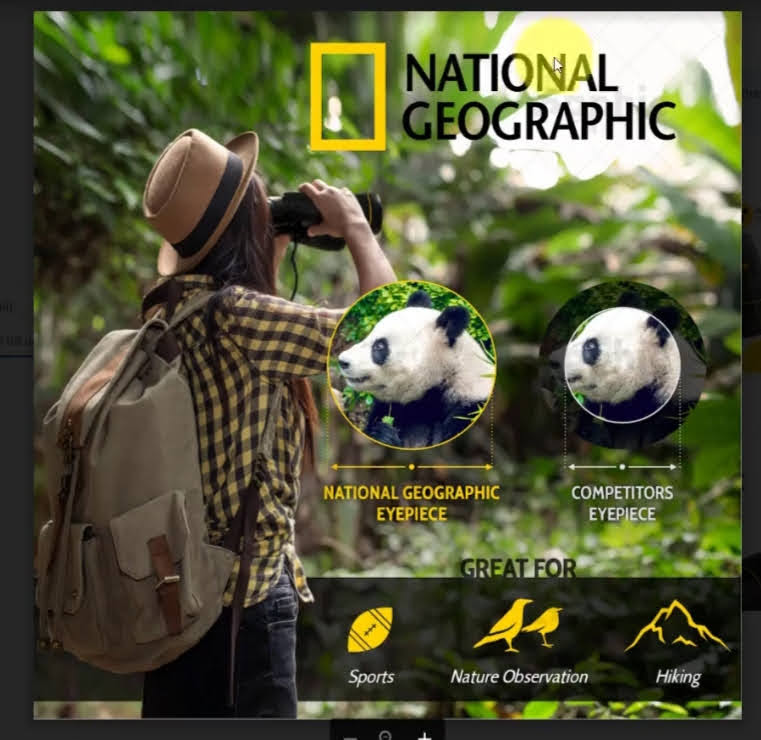 NATIONAL
GEOGRAPHIC
NATIONAL GEOGRAPHIC
EYEPIECE
COMPETITORS
EYEPIECE
GREAT FOR
Sports
Nature Observation
Hiking